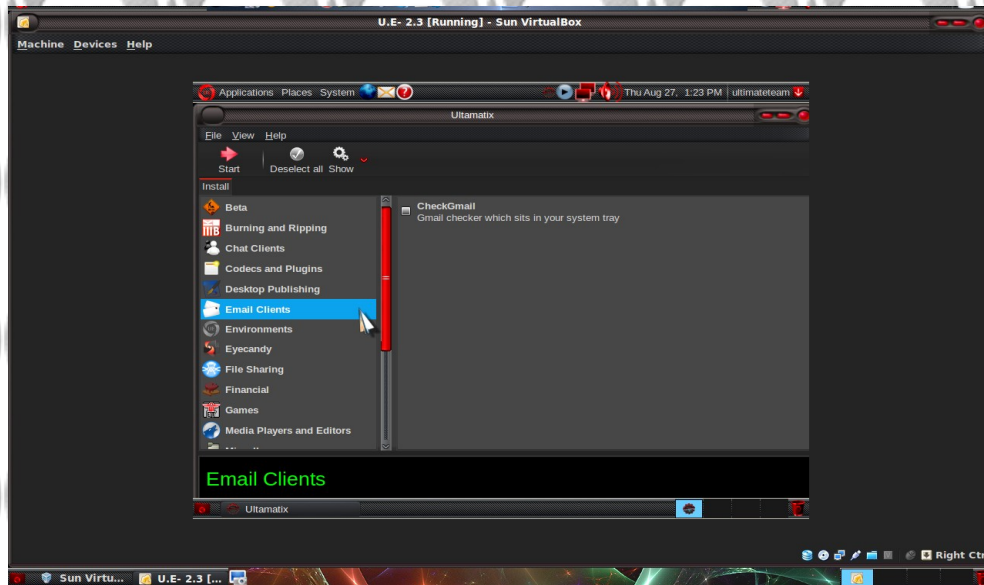 U.E- 2.3 [Running] - Sun VirtualBox
Machine Devices Help
Applications Places System
Thu Aug 27, 1:23 PM ultimateteam
Ultamatix
File View Help
Start Deselect all Show
Install
Beta
Burning and Ripping
Chat Clients
Codecs and Plugins
Desktop Publishing
Email Clients
Environments
Eyecandy
File Sharing
Financial
Games
Media Players and Editors
CheckGmail
Gmail checker which sits in your system tray
Email Clients
Ultamatix
Right Ctr
Sun Virtu... U.E- 2.3 [...